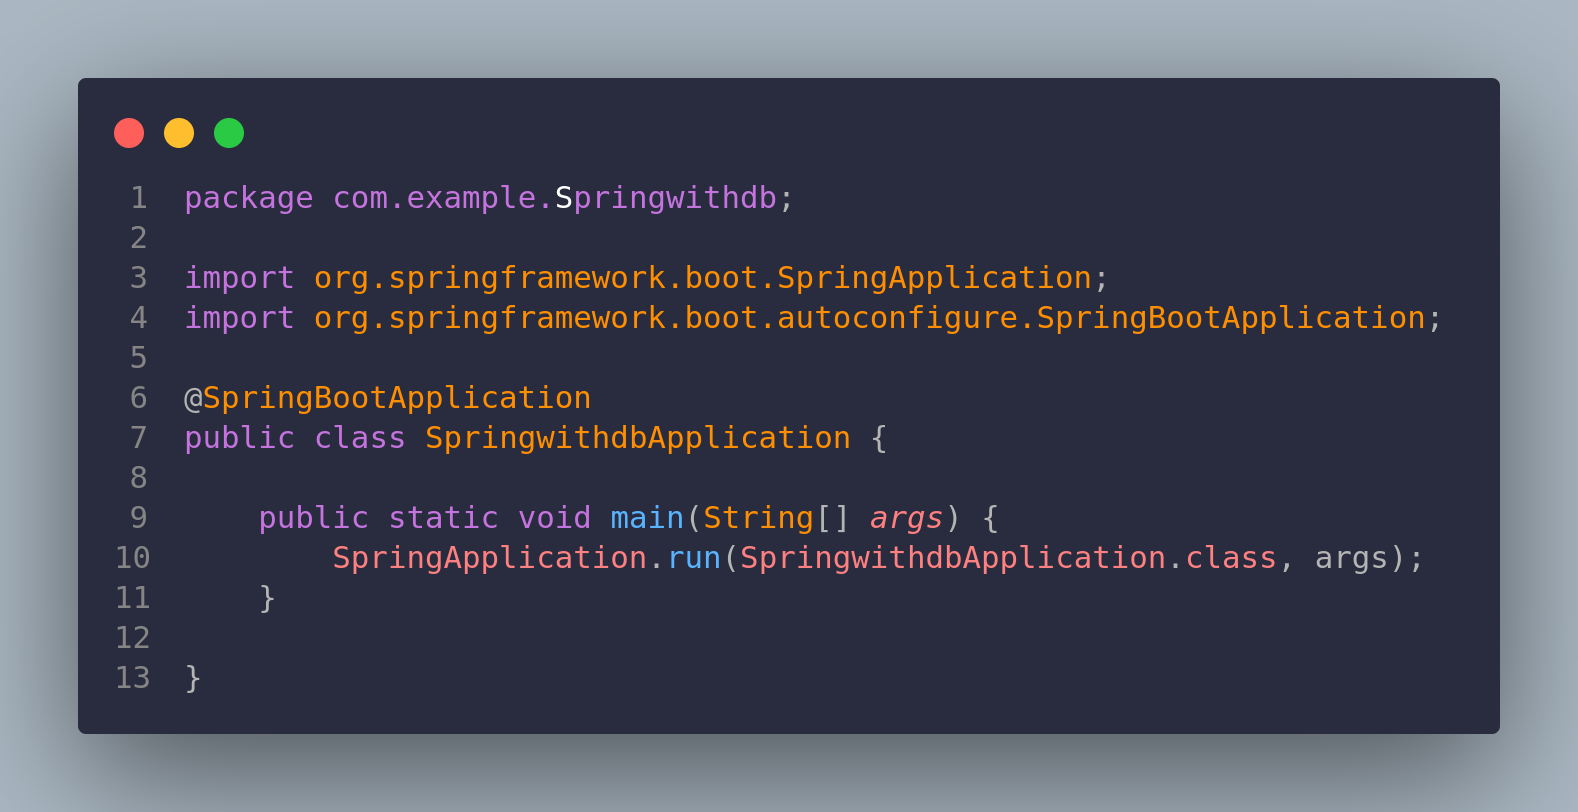 1 package com.example.Springwithdb;
2
3 import org.springframework.boot.SpringApplication;
4 import org.springframework.boot.autoconfigure.SpringBootApplication;
5
6 @SpringBootApplication
7 public class SpringwithdbApplication {
8
9     public static void main(String[] args) {
10         SpringApplication.run(SpringwithdbApplication.class, args);
11     }
12
13 }